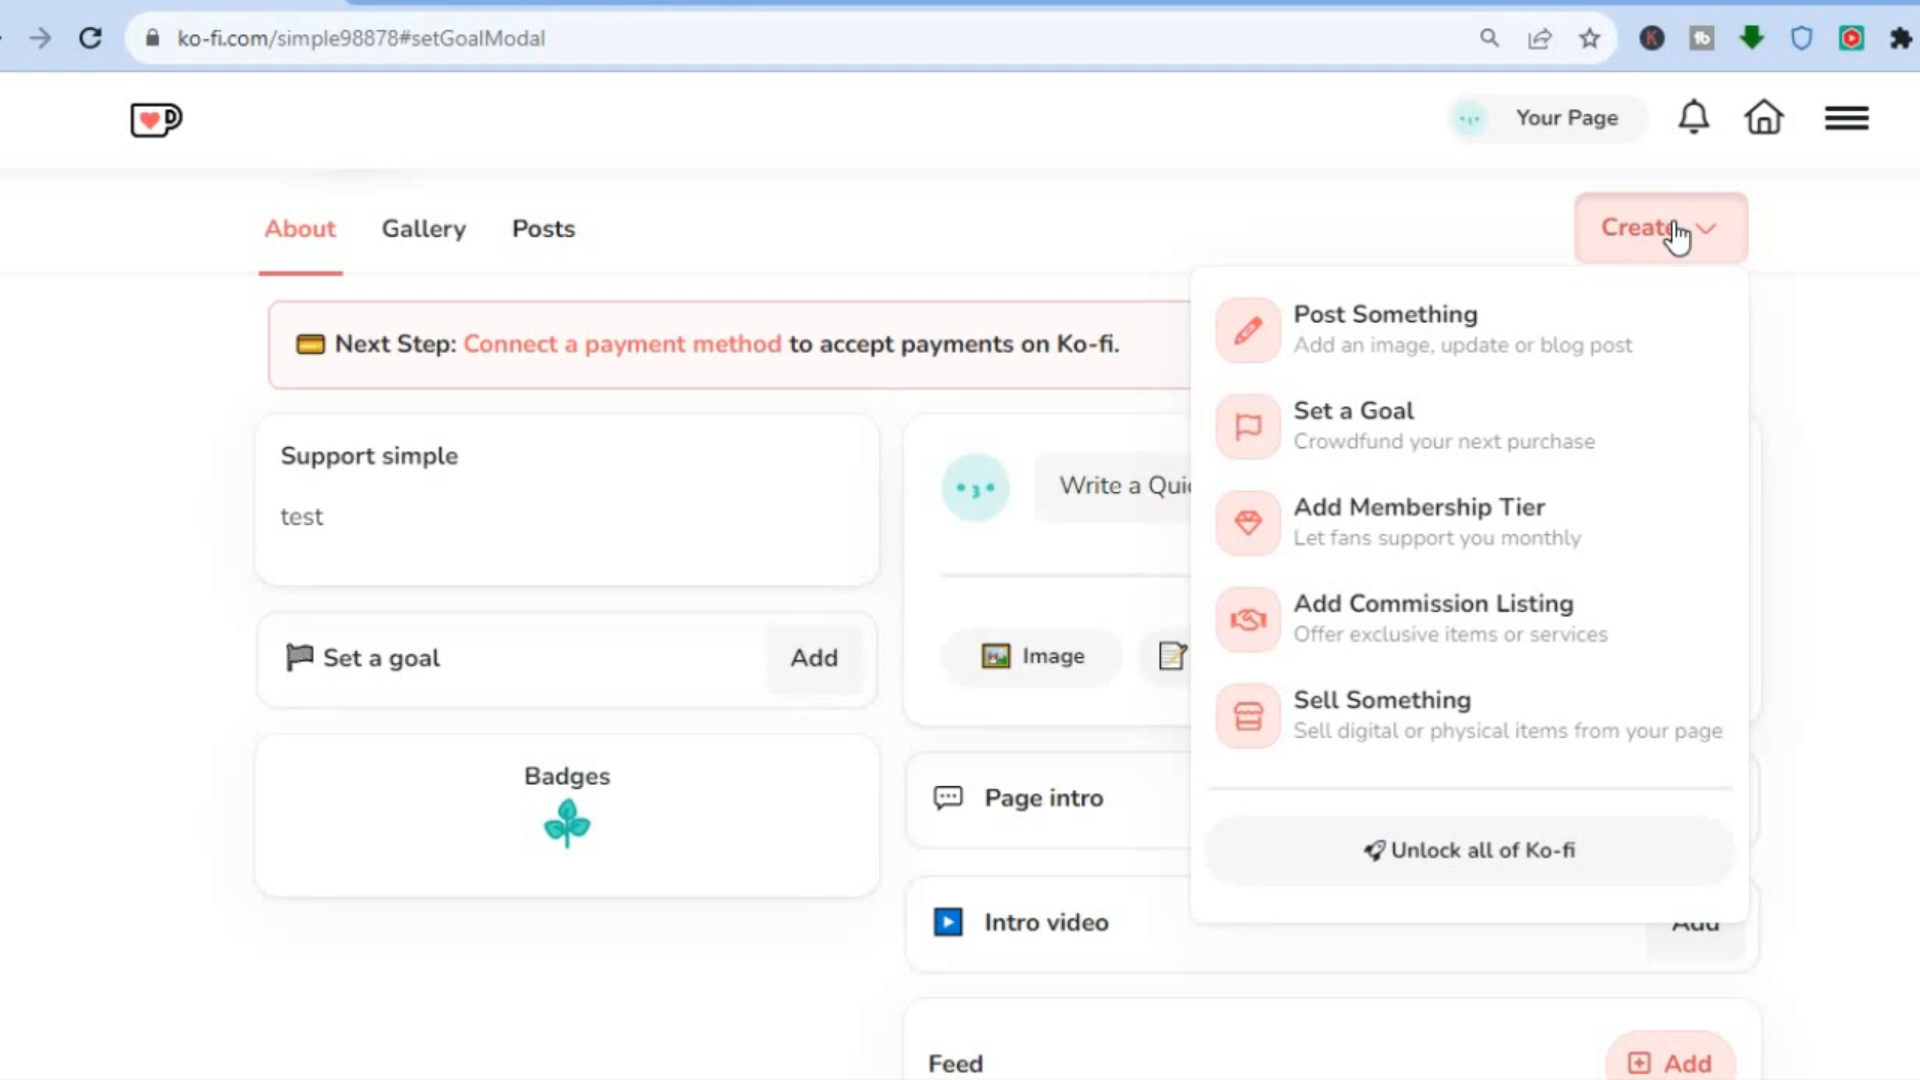 ko-fi.com/simple98878#setGoalModal
Your Page
About
Gallery
Posts
Create
Next Step: Connect a payment method to accept payments on Ko-fi.
Support simple
test
Set a goal
Add
Badges
Write a Quic
Image
Page intro
Intro video
Add
Feed
Add
Post Something
Add an image, update or blog post
Set a Goal
Crowdfund your next purchase
Add Membership Tier
Let fans support you monthly
Add Commission Listing
Offer exclusive items or services
Sell Something
Sell digital or physical items from your page
Unlock all of Ko-fi